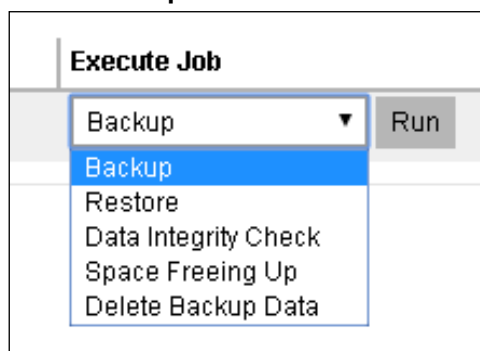 Execute Job
Backup Run
Backup
Restore
Data Integrity Check
Space Freeing Up
Delete Backup Data